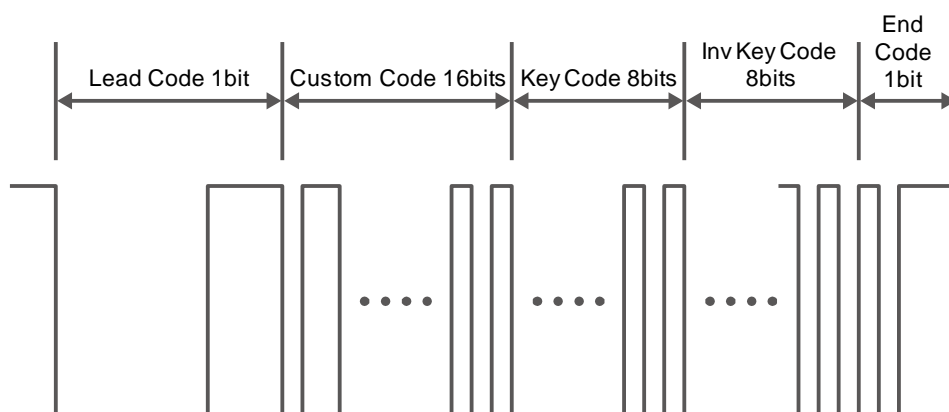 Lead Code 1bit
Custom Code 16bits
Key Code 8bits
Inv Key Code
8bits
End
Code
1bit